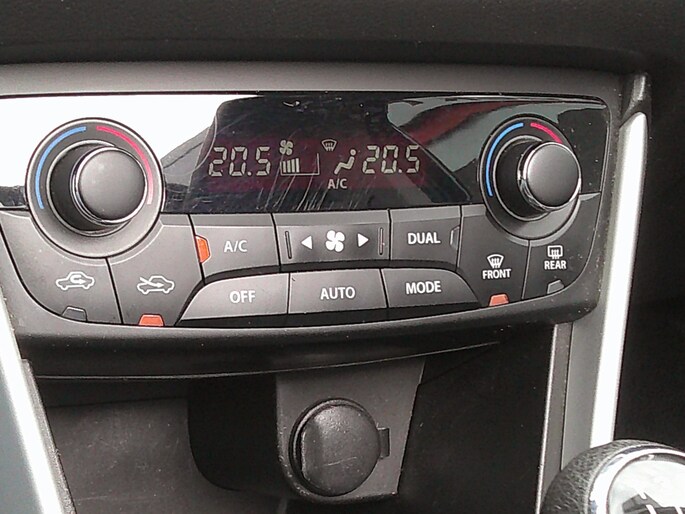 20.5 20.5
A/C
A/C DUAL
OFF AUTO MODE
FRONT REAR